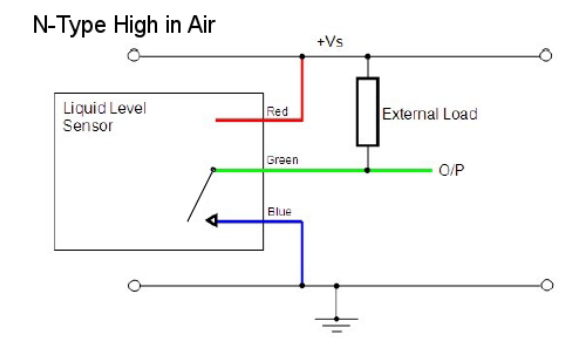 N-Type High in Air
+Vs
Liquid Level
Sensor
Red
External Load
Green
O/P
Blue